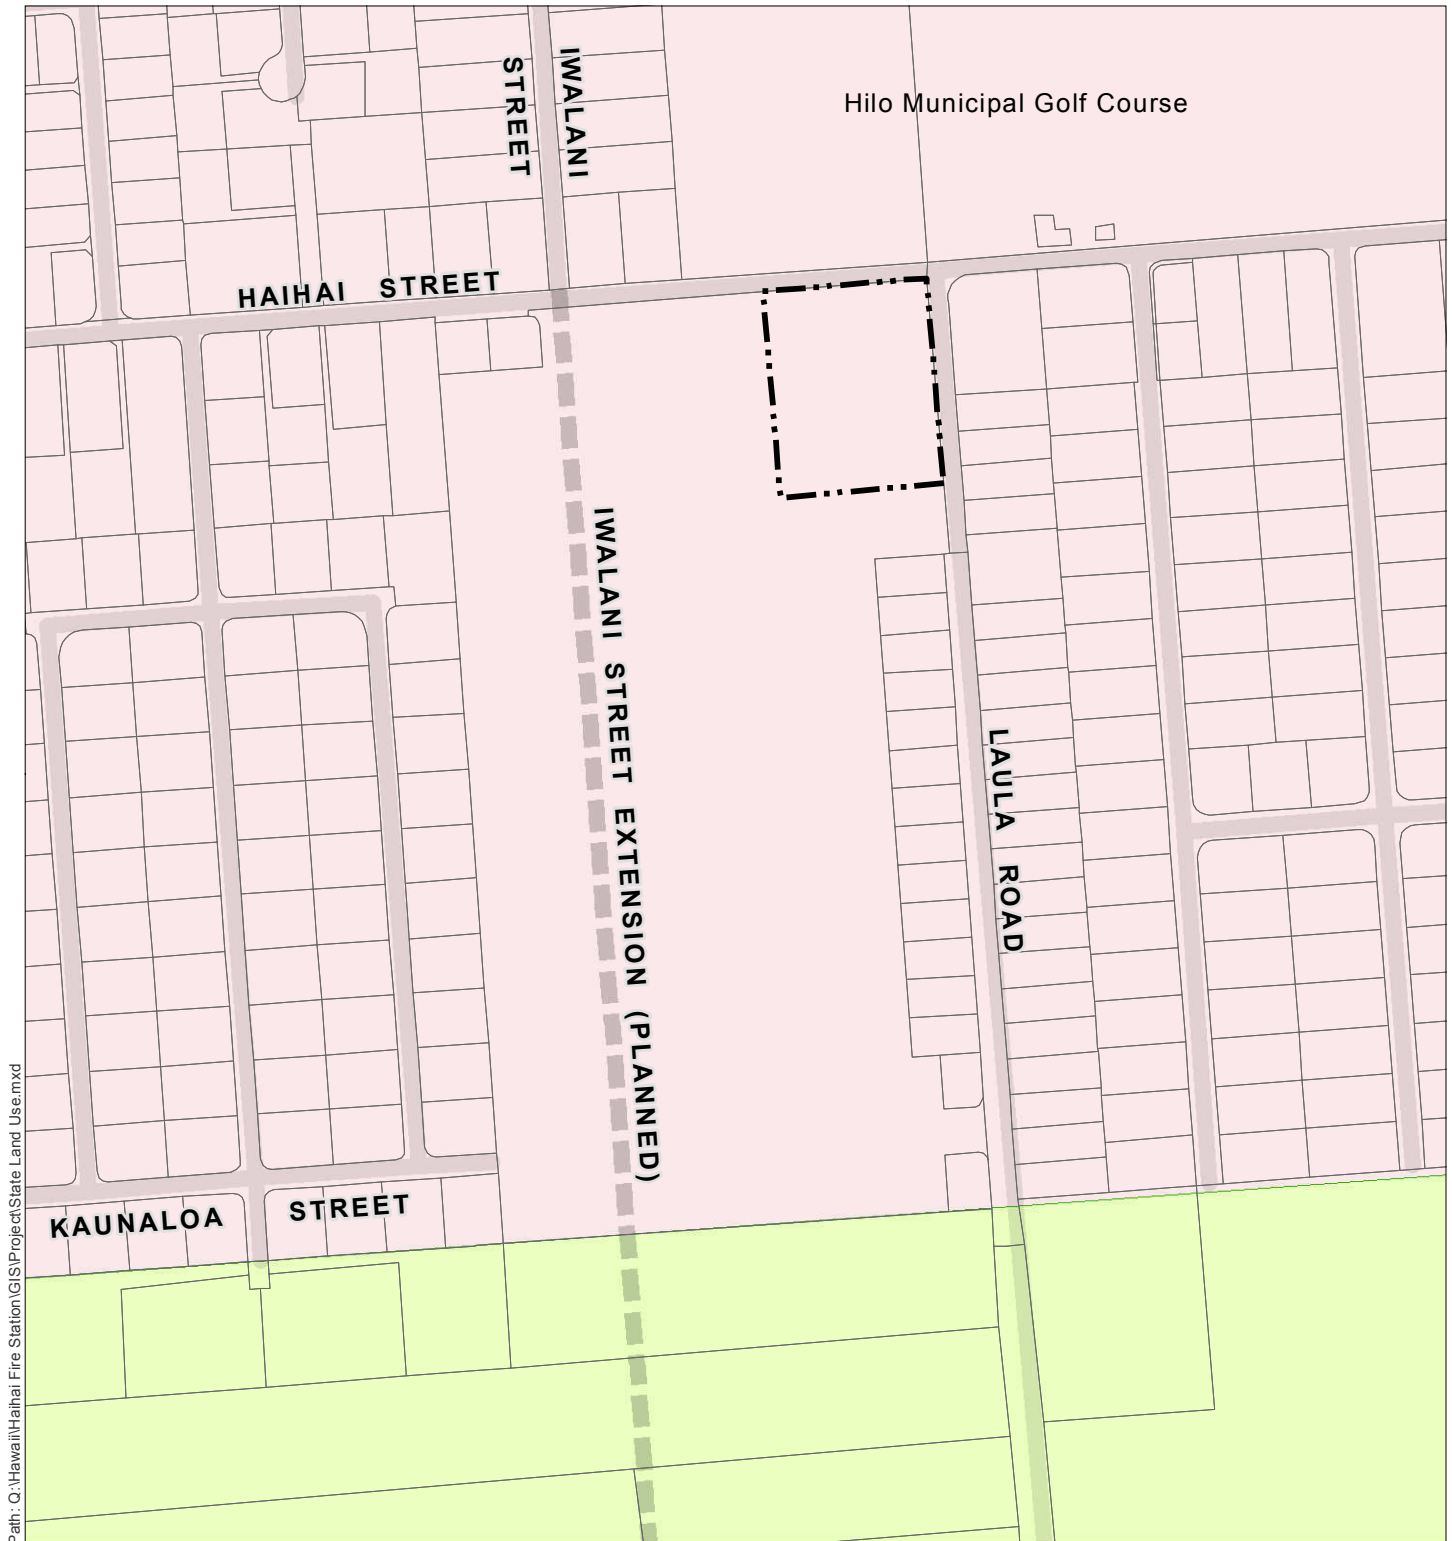 IWALANI
STREET
Hilo Municipal Golf Course
HAIHAI STREET
IWALANI STREET EXTENSION (PLANNED)
LAULA ROAD
KAUNALOA STREET
Path: Q:\Hawaii\Haihai Fire Station\GIS\Project\State Land Use.mxd